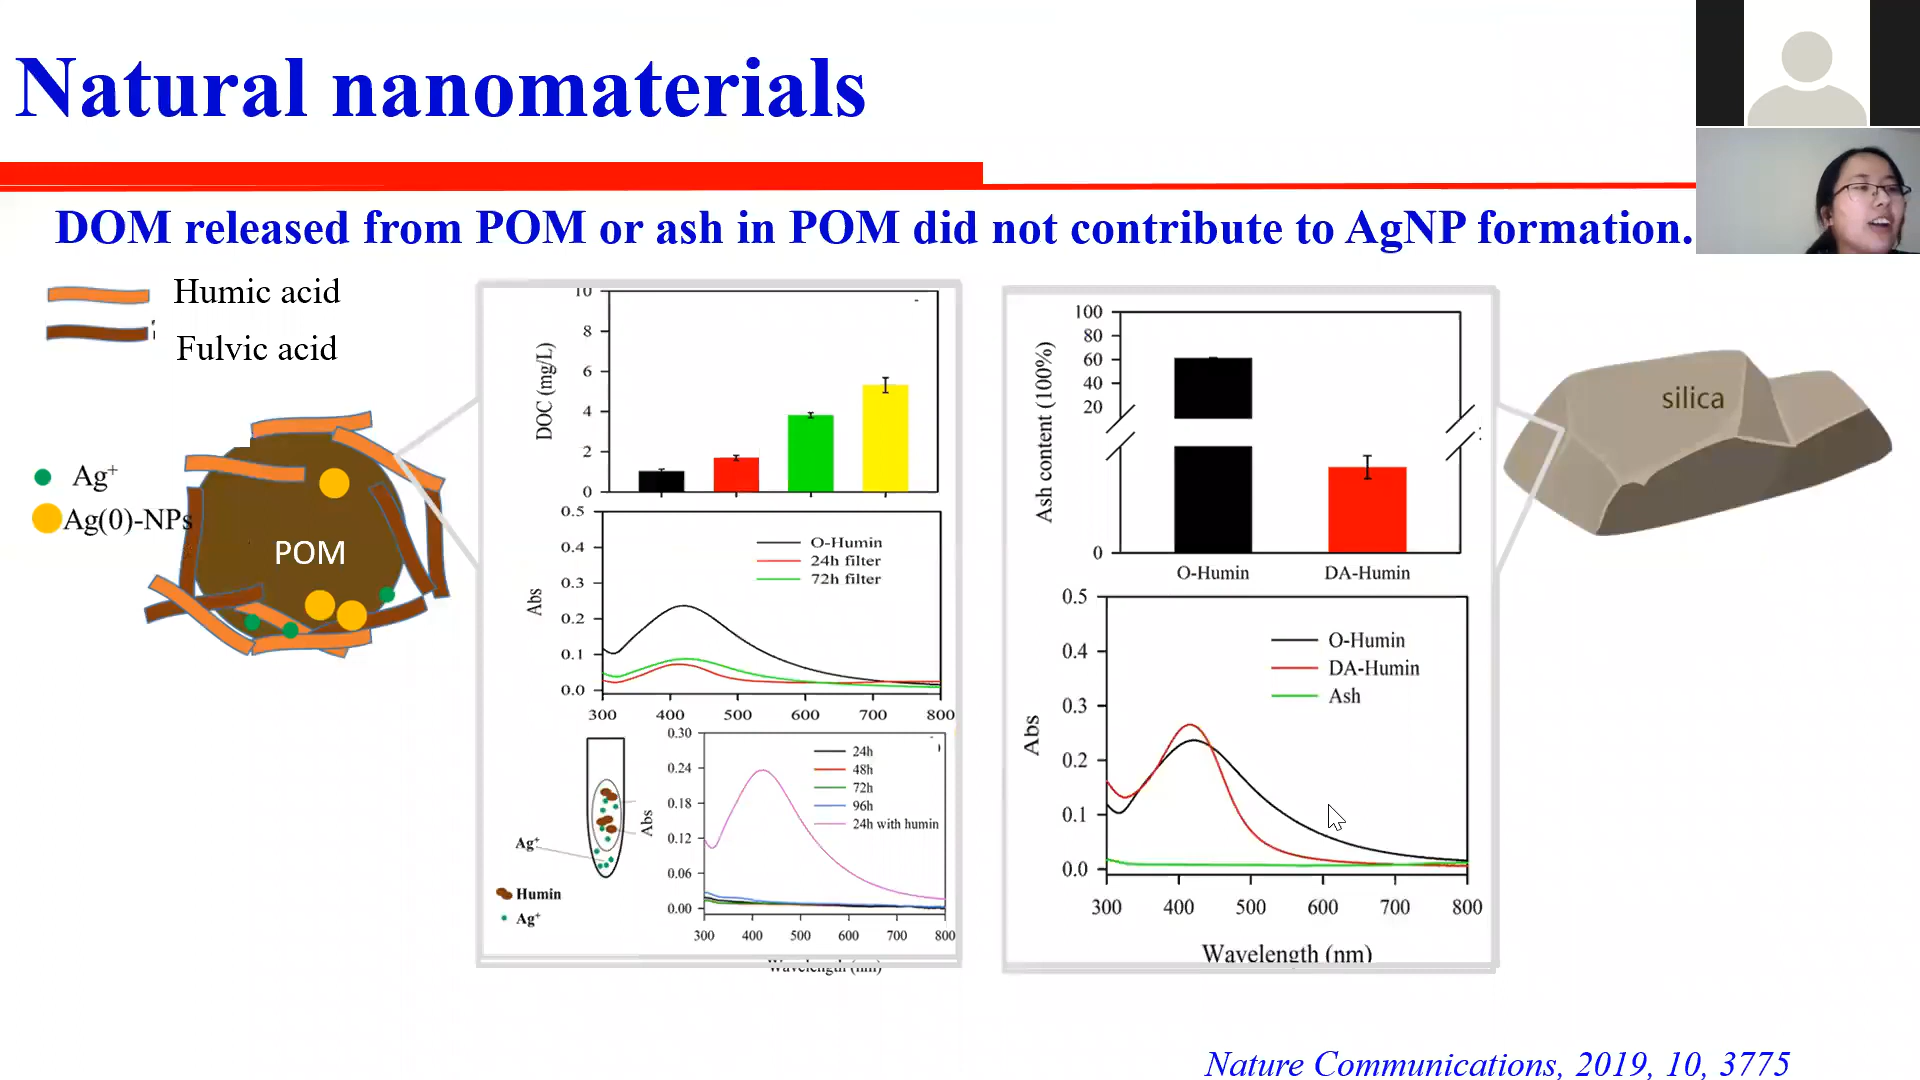 Natural nanomaterials
DOM released from POM or ash in POM did not contribute to AgNP formation.
Humic acid
Fulvic acid
Ag⁺
Ag(0)-NPs
POM
10
8
6
4
2
0
DOC (mg/L)
0.5
0.4
0.3
0.2
0.1
0.0
Abs
O-Humin
24h filter
72h filter
300 400 500 600 700 800
0.30
0.24
0.18
0.12
0.06
0.00
Abs
24h
48h
72h
96h
24h with humin
300 400 500 600 700 800
Wavelength (nm)
Ag⁺
Humin
Ag⁺
100
80
60
40
20
0
Ash content (100%)
O-Humin DA-Humin
0.5
0.4
0.3
0.2
0.1
0.0
Abs
O-Humin
DA-Humin
Ash
300 400 500 600 700 800
Wavelength (nm)
silica
Nature Communications, 2019, 10, 3775